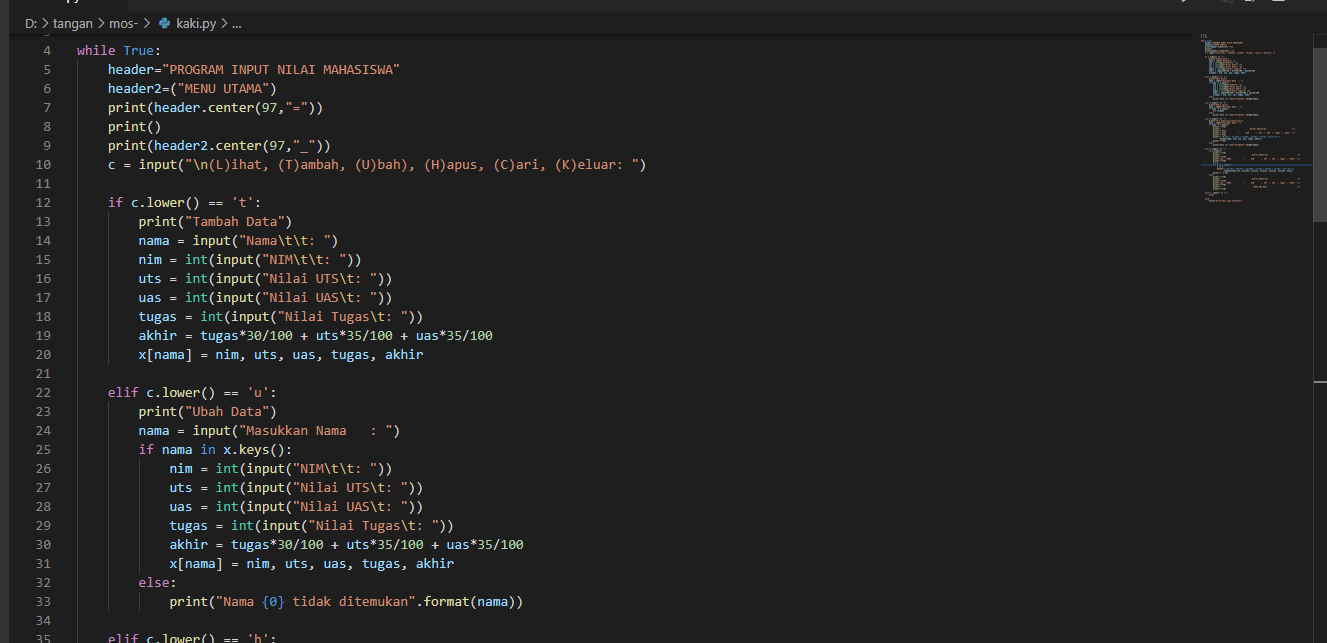 D: > tangan > mos- > kaki.py > ...
4 while True:
5 header="PROGRAM INPUT NILAI MAHASISWA"
6 header2=("MENU UTAMA")
7 print(header.center(97,"="))
8 print()
9 print(header2.center(97,"_"))
10 c = input("\n(L)ihat, (T)ambah, (U)bah), (H)apus, (C)ari, (K)eluar: ")
11
12 if c.lower() == 't':
13 print("Tambah Data")
14 nama = input("Nama\t\t: ")
15 nim = int(input("NIM\t\t: "))
16 uts = int(input("Nilai UTS\t: "))
17 uas = int(input("Nilai UAS\t: "))
18 tugas = int(input("Nilai Tugas\t: "))
19 akhir = tugas*30/100 + uts*35/100 + uas*35/100
20 x[nama] = nim, uts, uas, tugas, akhir
21
22 elif c.lower() == 'u':
23 print("Ubah Data")
24 nama = input("Masukkan Nama   : ")
25 if nama in x.keys():
26 nim = int(input("NIM\t\t: "))
27 uts = int(input("Nilai UTS\t: "))
28 uas = int(input("Nilai UAS\t: "))
29 tugas = int(input("Nilai Tugas\t: "))
30 akhir = tugas*30/100 + uts*35/100 + uas*35/100
31 x[nama] = nim, uts, uas, tugas, akhir
32 else:
33 print("Nama {0} tidak ditemukan".format(nama))
34
35 elif c.lower() == 'h':